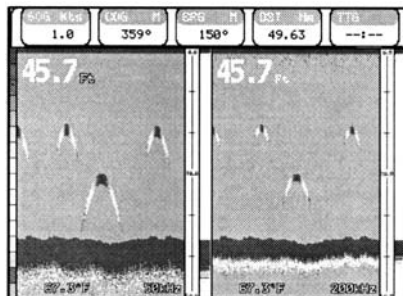 SOG Kts COG M BRG M DST Nm TTG
1.0 359° 150° 49.63 --:--
45.7 Ft 45.7 Ft
67.3°F 50kHz 67.3°F 200kHz